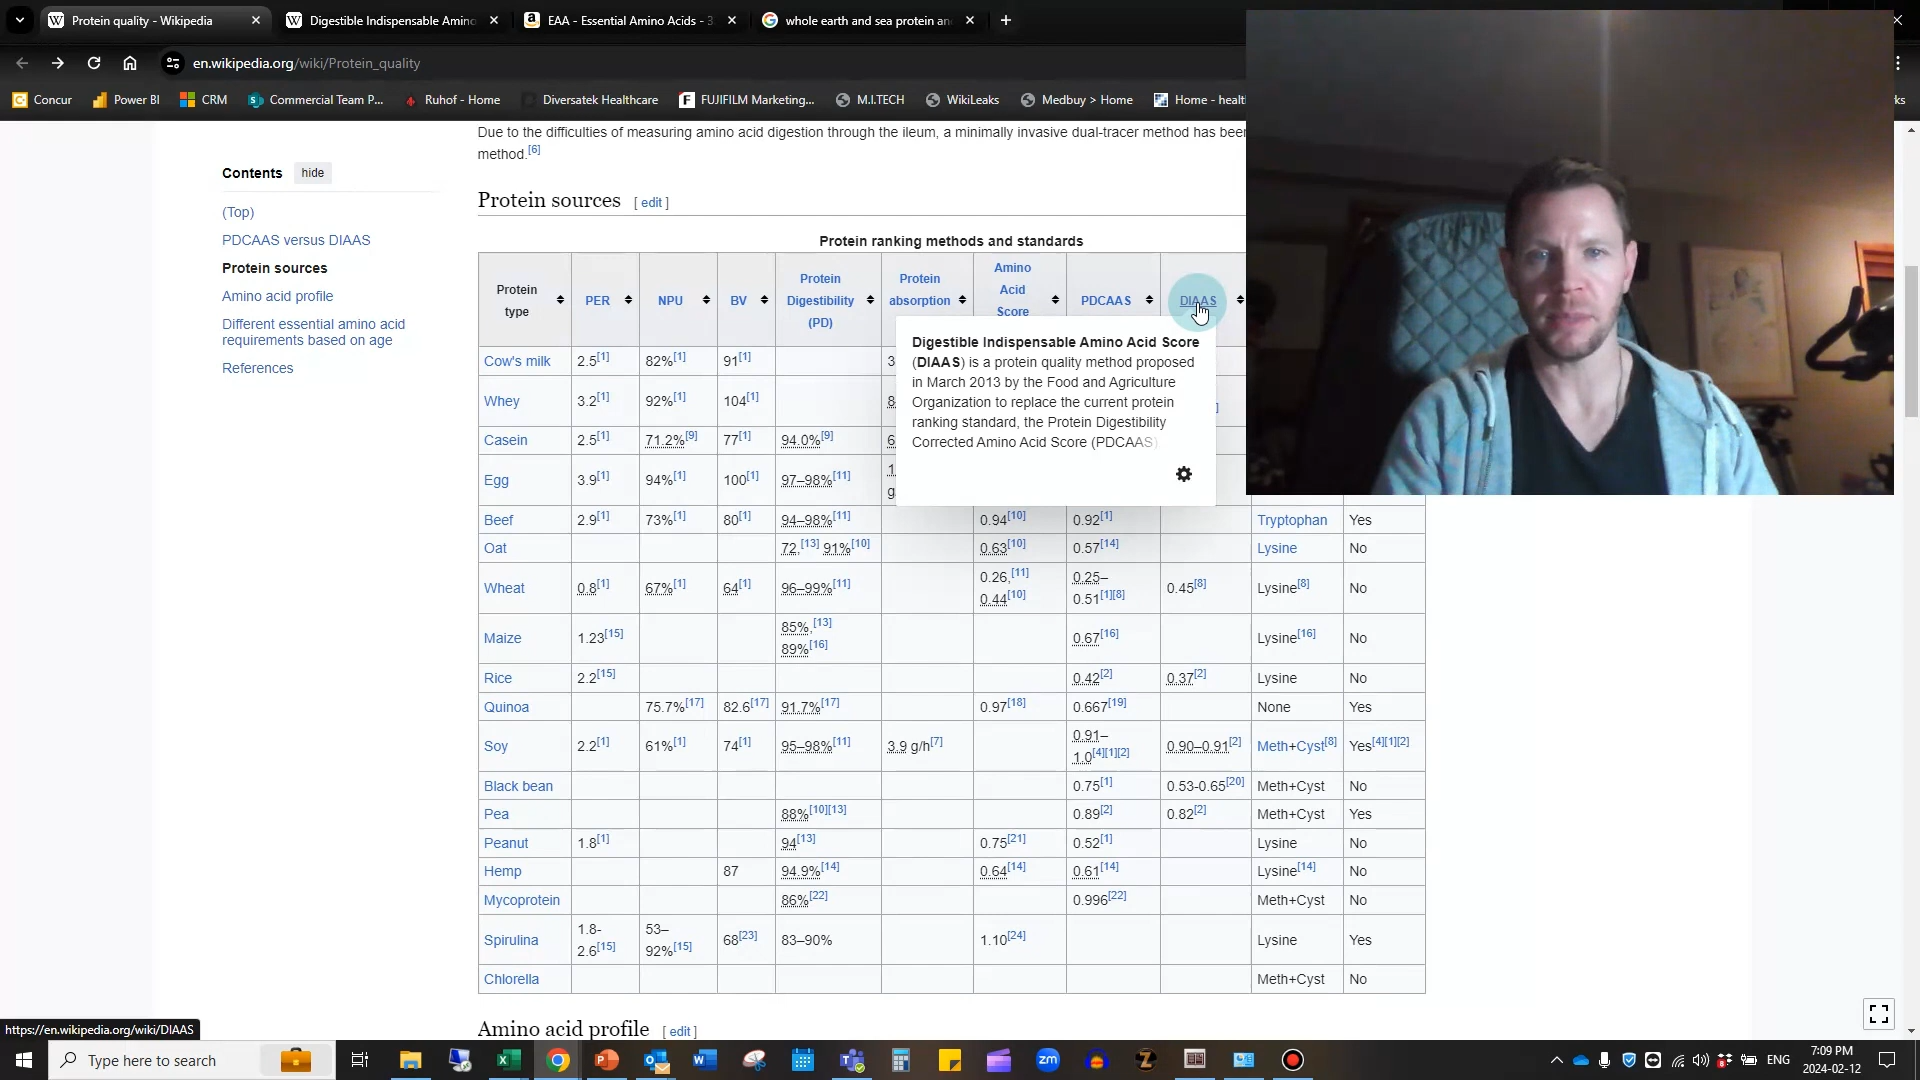 Protein quality - Wikipedia
Digestible Indispensable Amino
EAA - Essential Amino Acids - 3
whole earth and sea protein an
en.wikipedia.org/wiki/Protein_quality
Concur
Power BI
CRM
Commercial Team P...
Ruhof - Home
Diversatek Healthcare
FUJIFILM Marketing...
M.I.TECH
WikiLeaks
Medbuy > Home
Home - healt
ks
Due to the difficulties of measuring amino acid digestion through the ileum, a minimally invasive dual-tracer method has been
method.[6]
Contents hide
(Top)
PDCAAS versus DIAAS
Protein sources
Amino acid profile
Different essential amino acid
requirements based on age
References
Protein sources [ edit ]
Protein ranking methods and standards
Protein type PER NPU BV Protein Digestibility (PD) Protein absorption Amino Acid Score PDCAAS DIAAS
Cow's milk 2.5[1] 82%[1] 91[1] 3
Whey 3.2[1] 92%[1] 104[1] 8 ]
Casein 2.5[1] 71.2%[9] 77[1] 94.0%[9] 6
Egg 3.9[1] 94%[1] 100[1] 97–98%[11] 1 g
Digestible Indispensable Amino Acid Score
(DIAAS) is a protein quality method proposed
in March 2013 by the Food and Agriculture
Organization to replace the current protein
ranking standard, the Protein Digestibility
Corrected Amino Acid Score (PDCAAS)
Beef 2.9[1] 73%[1] 80[1] 94–98%[11] 0.94[10] 0.92[1] Tryptophan Yes
Oat 72,[13] 91%[10] 0.63[10] 0.57[14] Lysine No
Wheat 0.8[1] 67%[1] 64[1] 96–99%[11] 0.26,[11] 0.44[10] 0.25–0.51[1][8] 0.45[8] Lysine[8] No
Maize 1.23[15] 85%,[13] 89%[16] 0.67[16] Lysine[16] No
Rice 2.2[15] 0.42[2] 0.37[2] Lysine No
Quinoa 75.7%[17] 82.6[17] 91.7%[17] 0.97[18] 0.667[19] None Yes
Soy 2.2[1] 61%[1] 74[1] 95–98%[11] 3.9 g/h[7] 0.91–1.0[4][1][2] 0.90–0.91[2] Meth+Cyst[8] Yes[4][1][2]
Black bean 0.75[1] 0.53-0.65[20] Meth+Cyst No
Pea 88%[10][13] 0.89[2] 0.82[2] Meth+Cyst Yes
Peanut 1.8[1] 94[13] 0.75[21] 0.52[1] Lysine No
Hemp 87 94.9%[14] 0.64[14] 0.61[14] Lysine[14] No
Mycoprotein 86%[22] 0.996[22] Meth+Cyst No
Spirulina 1.8-2.6[15] 53–92%[15] 68[23] 83–90% 1.10[24] Lysine Yes
Chlorella Meth+Cyst No
Amino acid profile [ edit ]
https://en.wikipedia.org/wiki/DIAAS
Type here to search
ENG
7:09 PM
2024-02-12